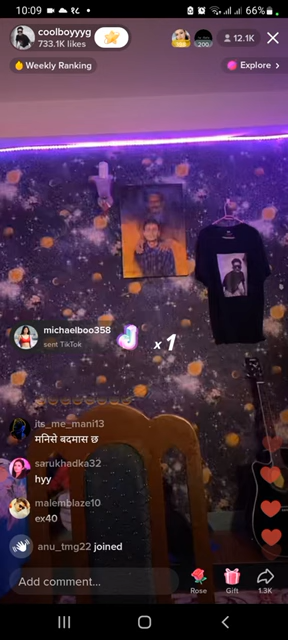 10:09
२८
66%
coolboyyyg
733.1K likes
200
12.1K
Weekly Ranking
Explore >
michaelboo358
sent TikTok
x 1
jts_me_mani13
मनिसे बदमास छ
sarukhadka32
hyy
malemblaze10
ex40
anu_tmg22 joined
Add comment...
Rose
Gift
1.3K